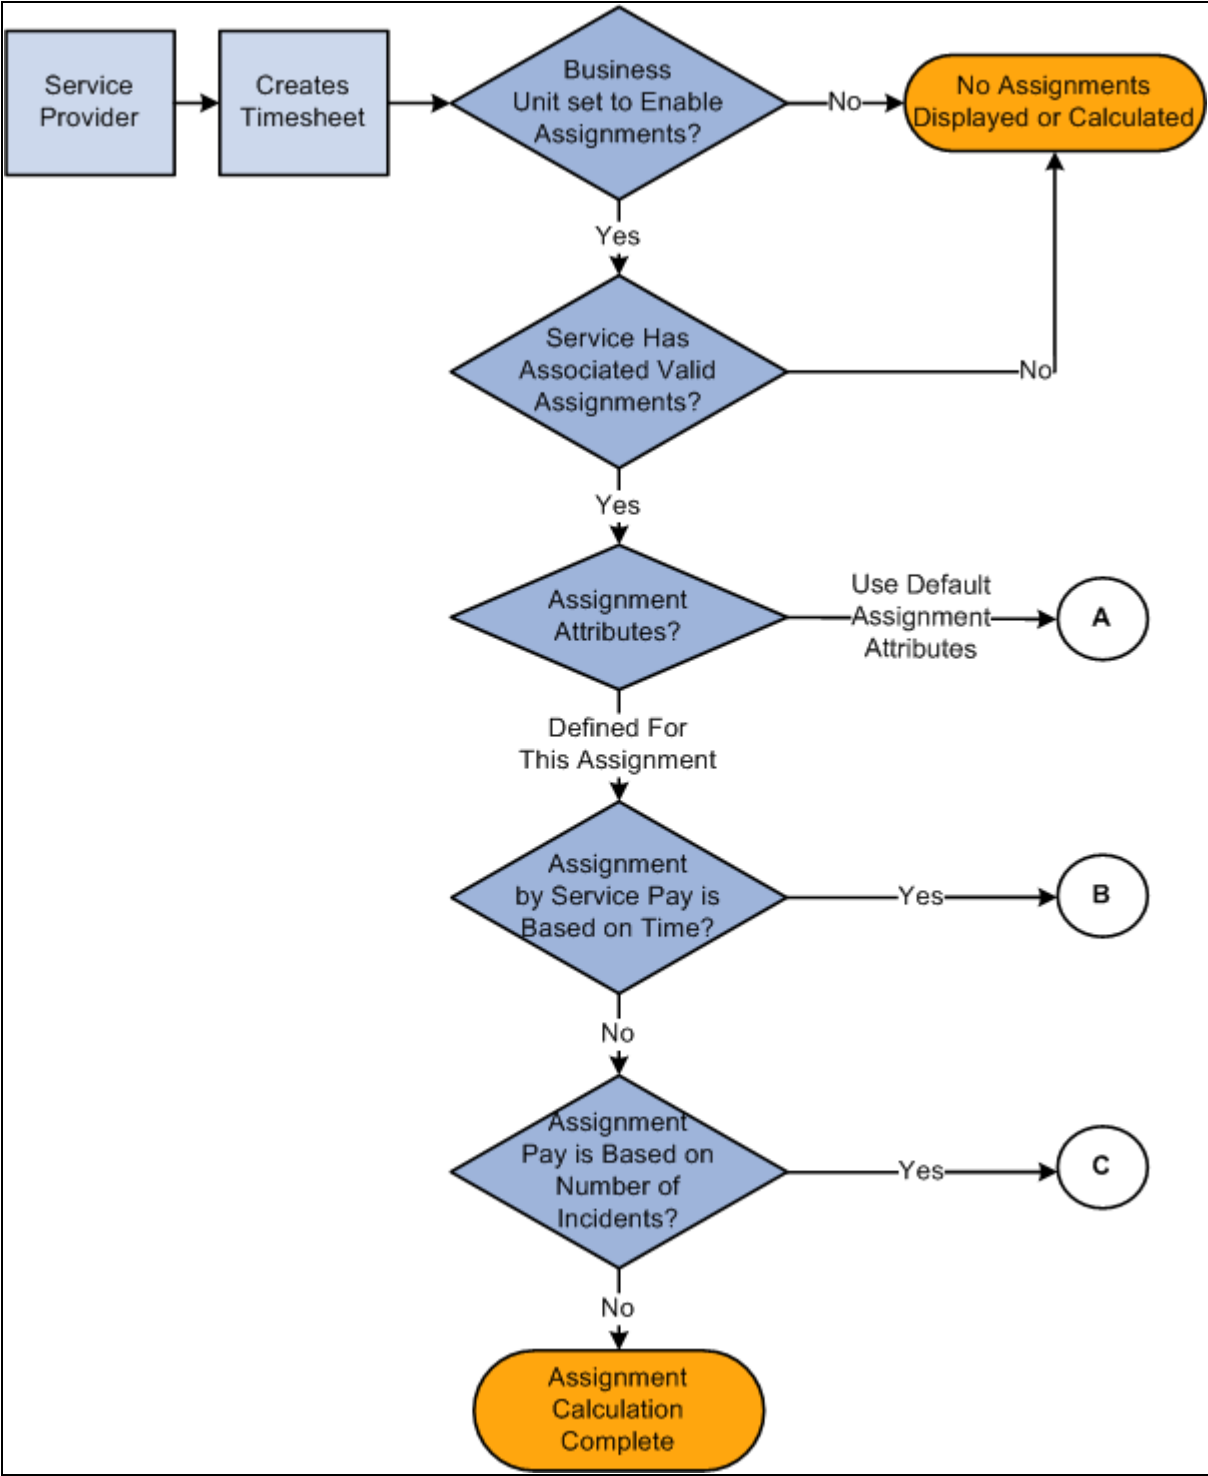 Service
Provider
Creates
Timesheet
Business
Unit set to Enable
Assignments?
No
No Assignments
Displayed or Calculated
Yes
Service Has
Associated Valid
Assignments?
No
Yes
Assignment
Attributes?
Use Default
Assignment
Attributes
A
Defined For
This Assignment
Assignment
by Service Pay is
Based on Time?
Yes
B
No
Assignment
Pay is Based on
Number of
Incidents?
Yes
C
No
Assignment
Calculation
Complete